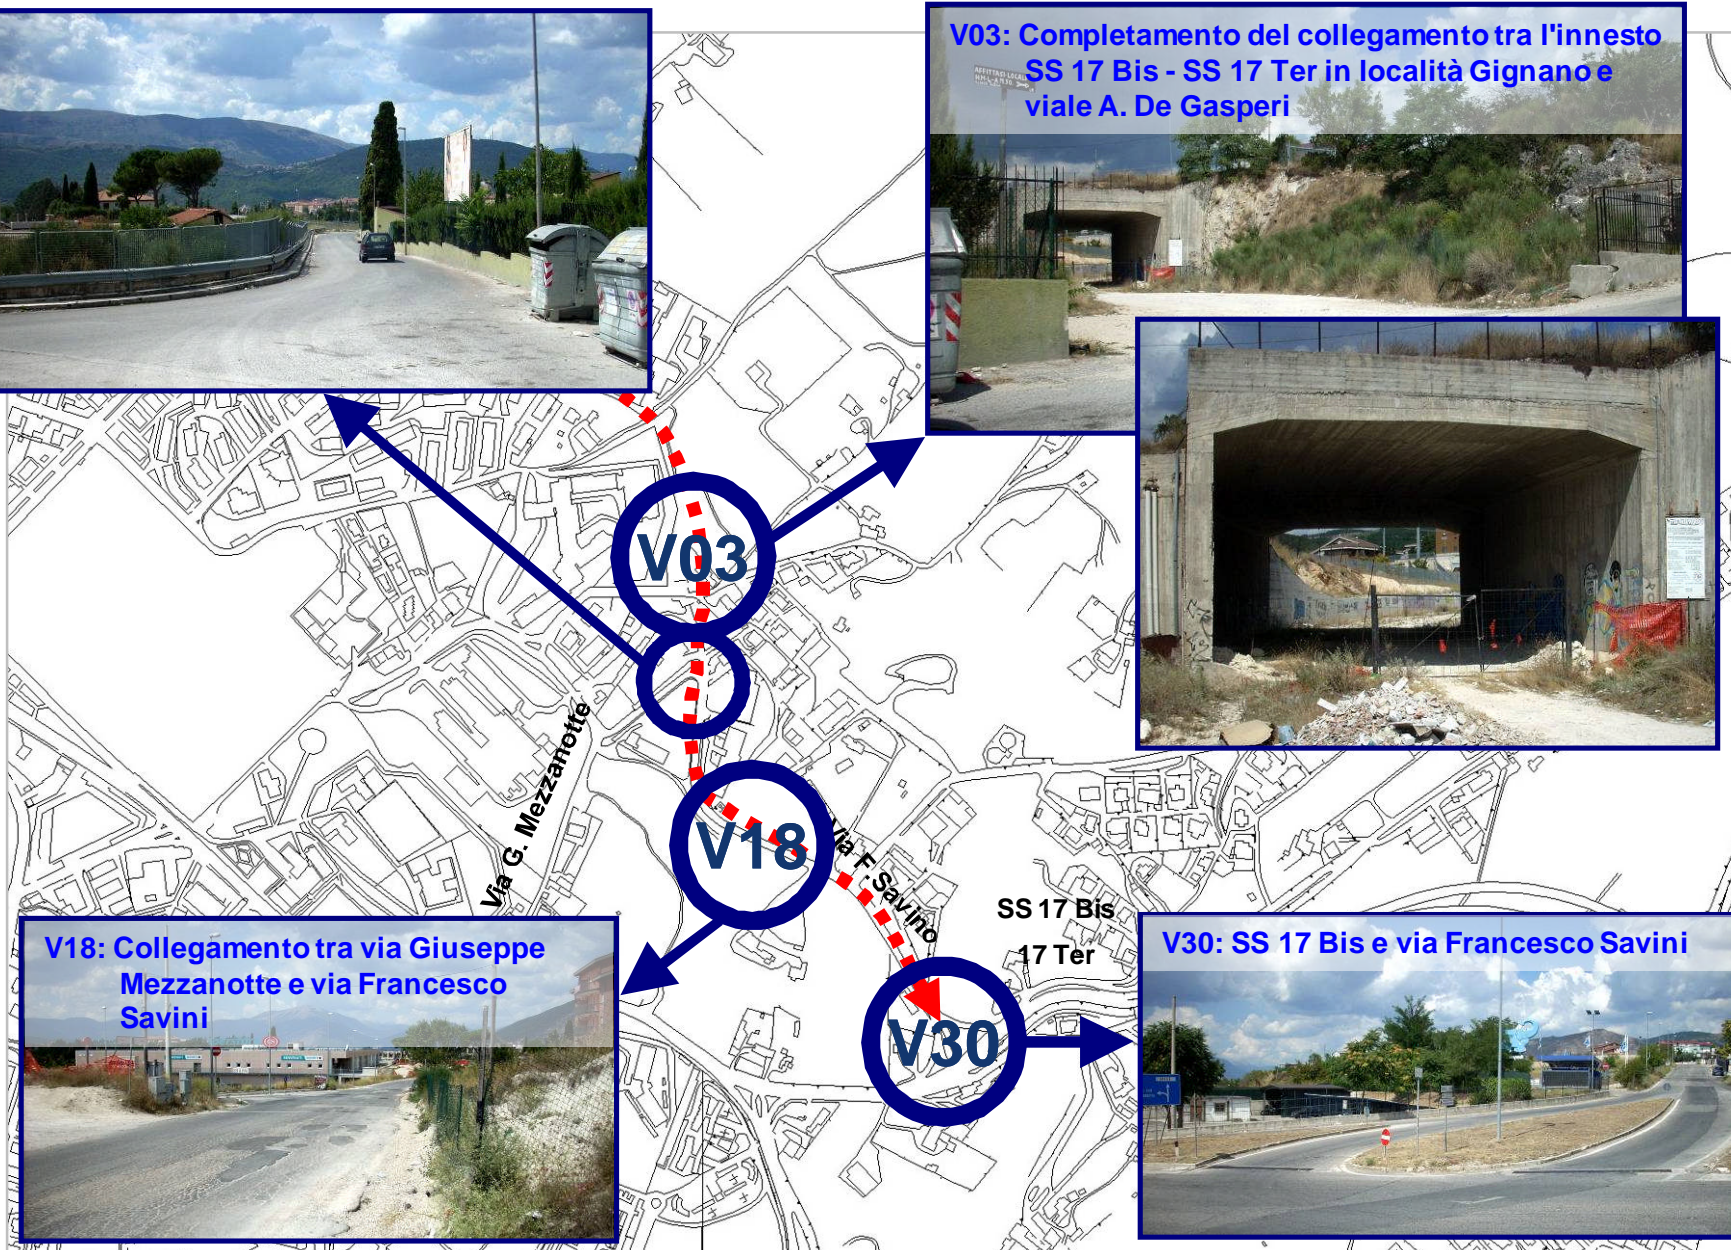 V03: Completamento del collegamento tra l'innesto
SS 17 Bis - SS 17 Ter in località Gignano e
viale A. De Gasperi
AFFITTASI LOCALI
V03
Via G. Mezzanotte
V18
Via F. Savino
SS 17 Bis
17 Ter
V30
V18: Collegamento tra via Giuseppe
Mezzanotte e via Francesco
Savini
V30: SS 17 Bis e via Francesco Savini